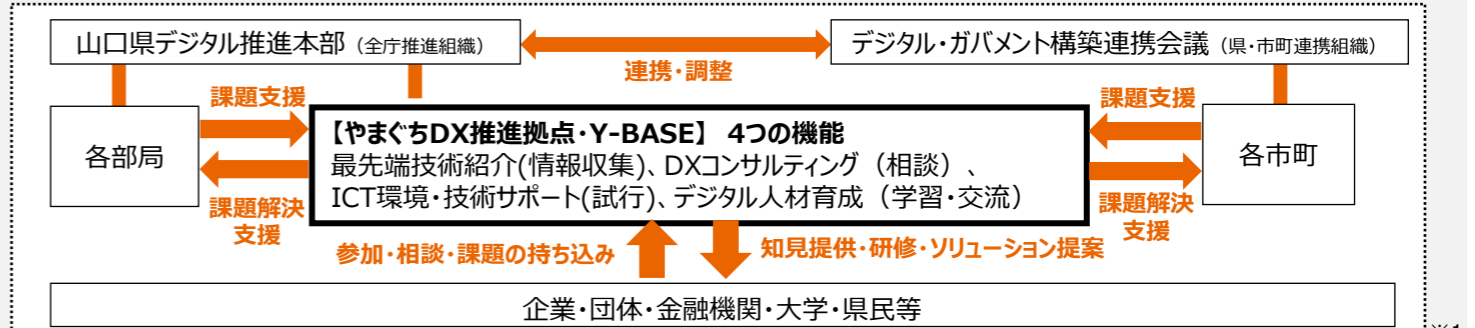 山口県デジタル推進本部（全庁推進組織）
デジタル・ガバメント構築連携会議（県・市町連携組織）
連携・調整
課題支援
課題支援
各部局
【やまぐちDX推進拠点・Y-BASE】 4つの機能
最先端技術紹介(情報収集)、DXコンサルティング（相談）、
ICT環境・技術サポート(試行)、デジタル人材育成（学習・交流）
各市町
課題解決
支援
課題解決
支援
参加・相談・課題の持ち込み
知見提供・研修・ソリューション提案
企業・団体・金融機関・大学・県民等